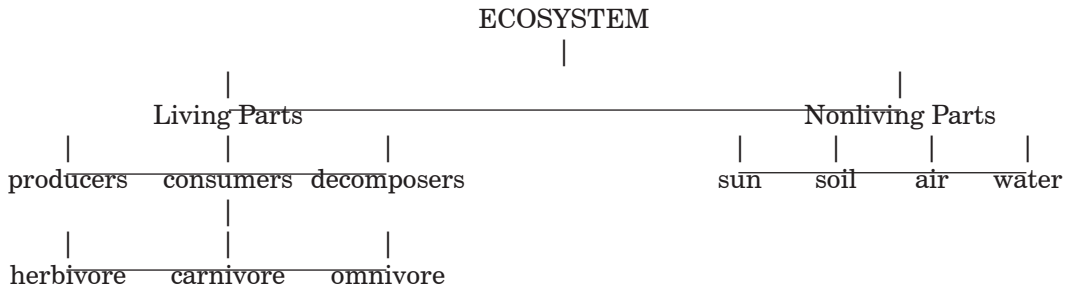 ECOSYSTEM
Living Parts Nonliving Parts
producers consumers decomposers sun soil air water
herbivore carnivore omnivore